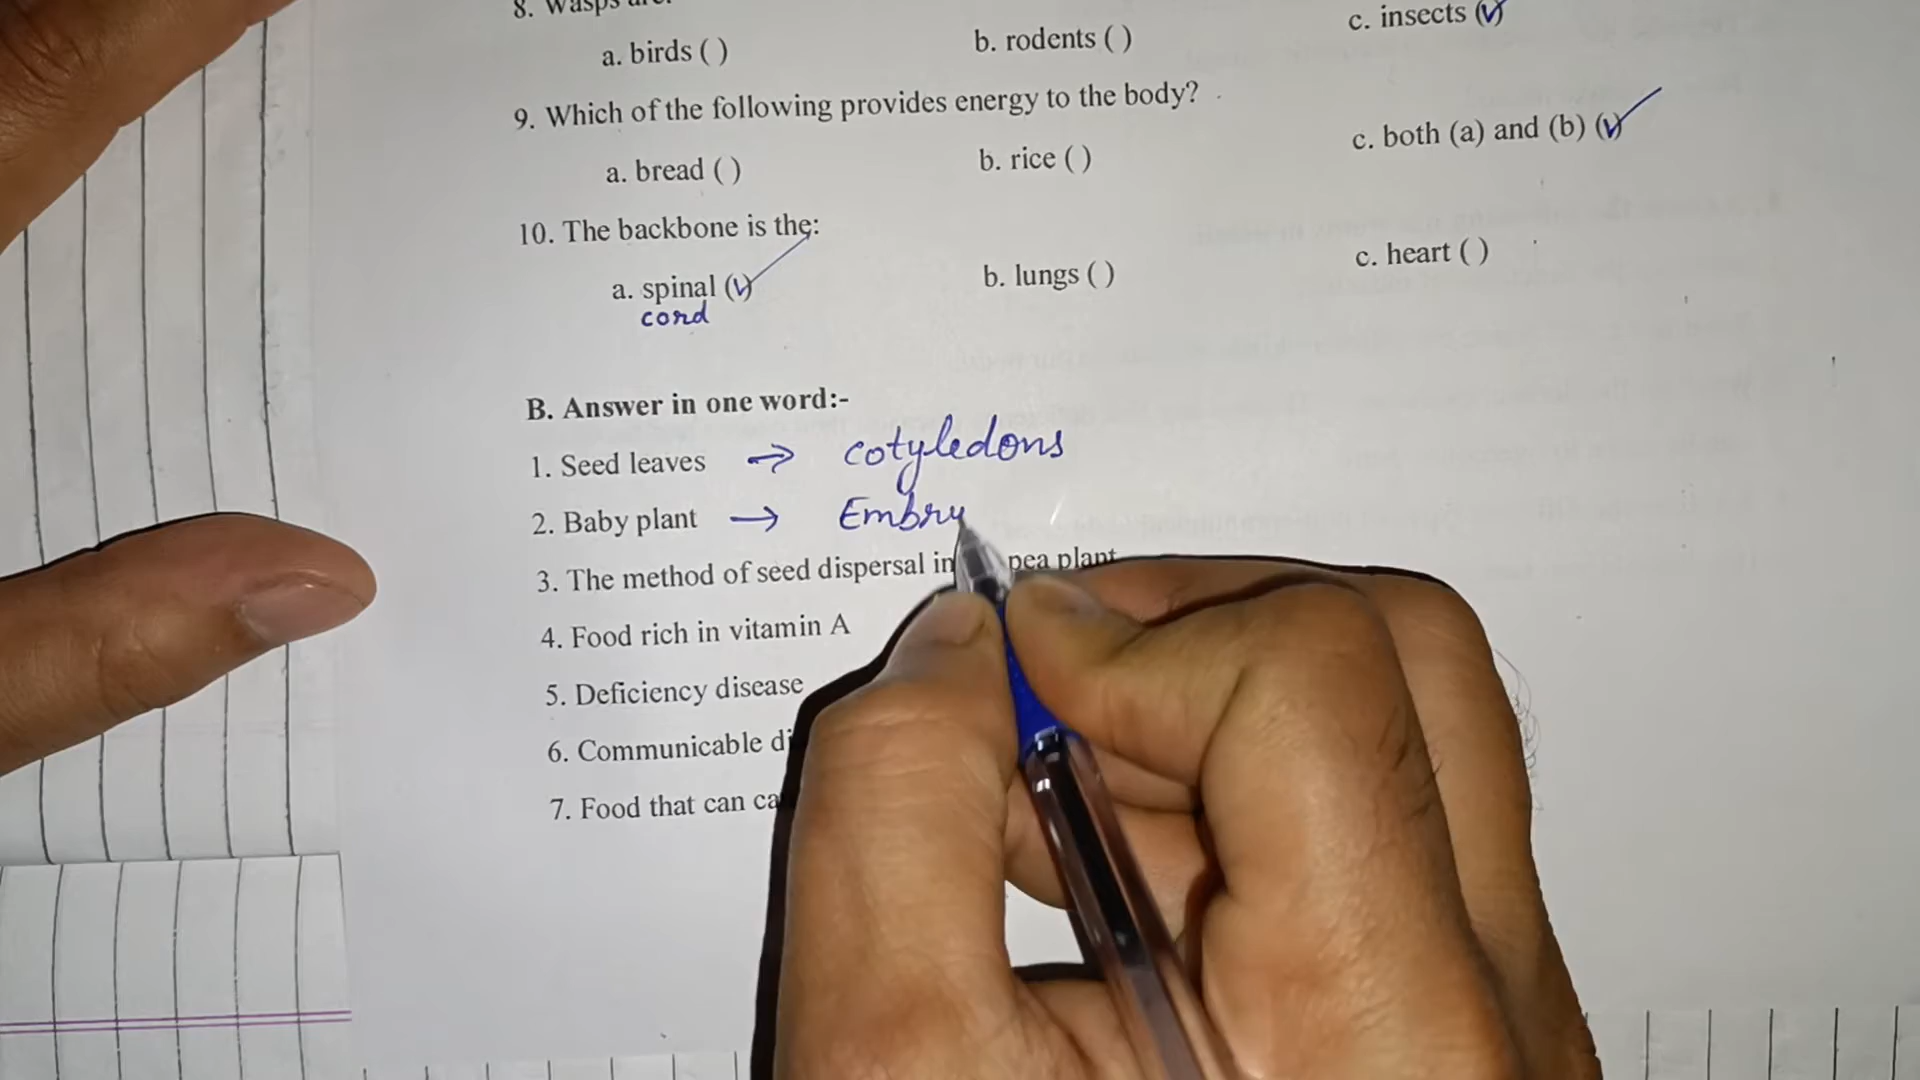 8. Wasps are:
a. birds ( ) b. rodents ( ) c. insects (✓)
9. Which of the following provides energy to the body?
a. bread ( ) b. rice ( ) c. both (a) and (b) (✓)
10. The backbone is the:
a. spinal (✓) b. lungs ( ) c. heart ( )
cord
B. Answer in one word:-
1. Seed leaves → cotyledons
2. Baby plant → Embry
3. The method of seed dispersal in pea plant
4. Food rich in vitamin A
5. Deficiency disease
6. Communicable
7. Food that can